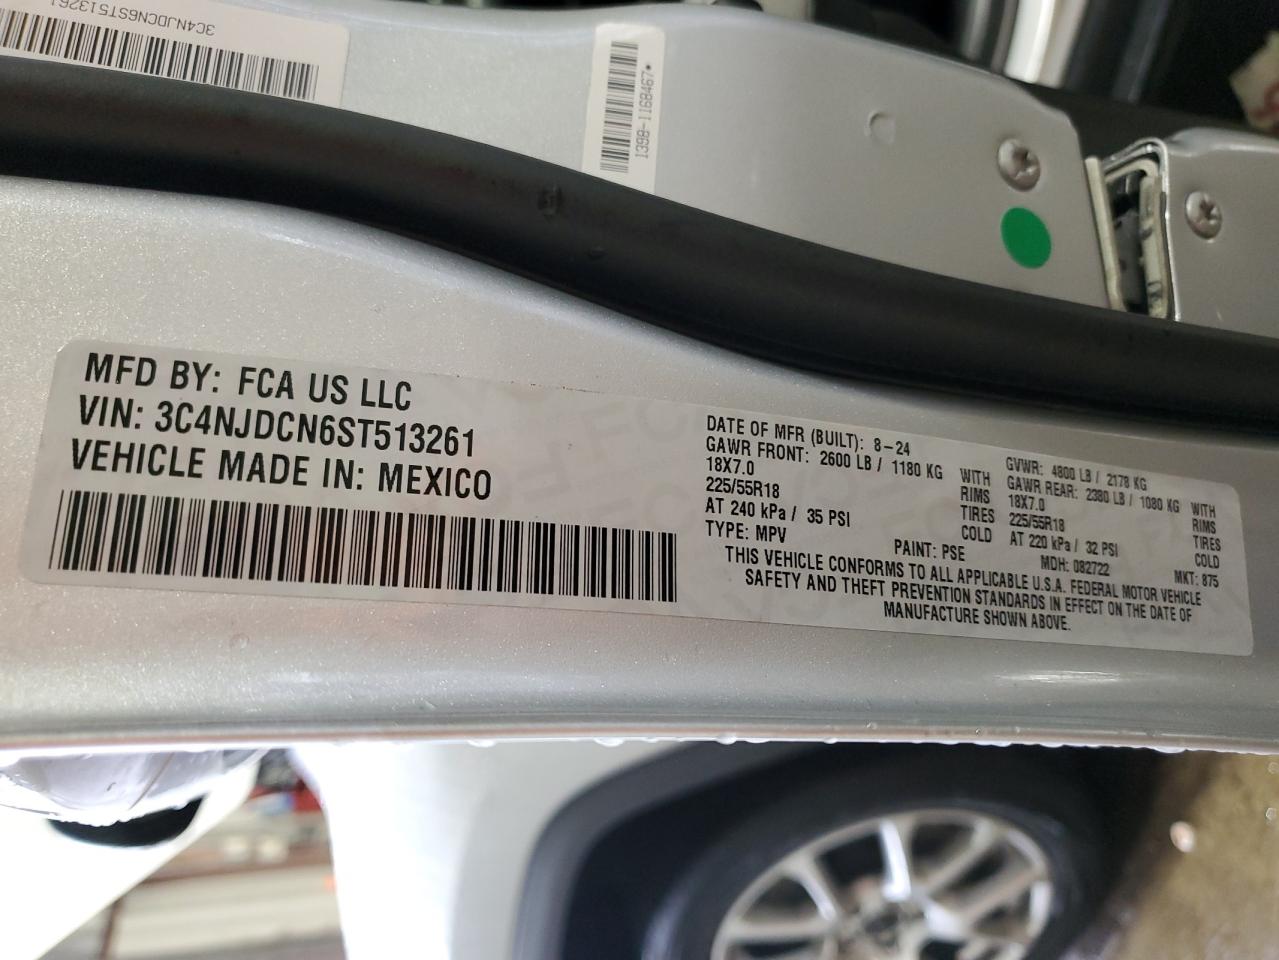 3C4NJDCN6ST513261
1398-1168467*
MFD BY: FCA US LLC
VIN: 3C4NJDCN6ST513261
VEHICLE MADE IN: MEXICO
DATE OF MFR (BUILT): 8-24
GAWR FRONT: 2600 LB / 1180 KG WITH
18X7.0 RIMS
225/55R18 TIRES
AT 240 kPa / 35 PSI COLD
GVWR: 4800 LB / 2178 KG
GAWR REAR: 2380 LB / 1080 KG WITH
18X7.0 RIMS
225/55R18 TIRES
AT 220 kPa / 32 PSI COLD
TYPE: MPV PAINT: PSE MDH: 082722 MKT: 875
THIS VEHICLE CONFORMS TO ALL APPLICABLE U.S.A. FEDERAL MOTOR VEHICLE
SAFETY AND THEFT PREVENTION STANDARDS IN EFFECT ON THE DATE OF
MANUFACTURE SHOWN ABOVE.